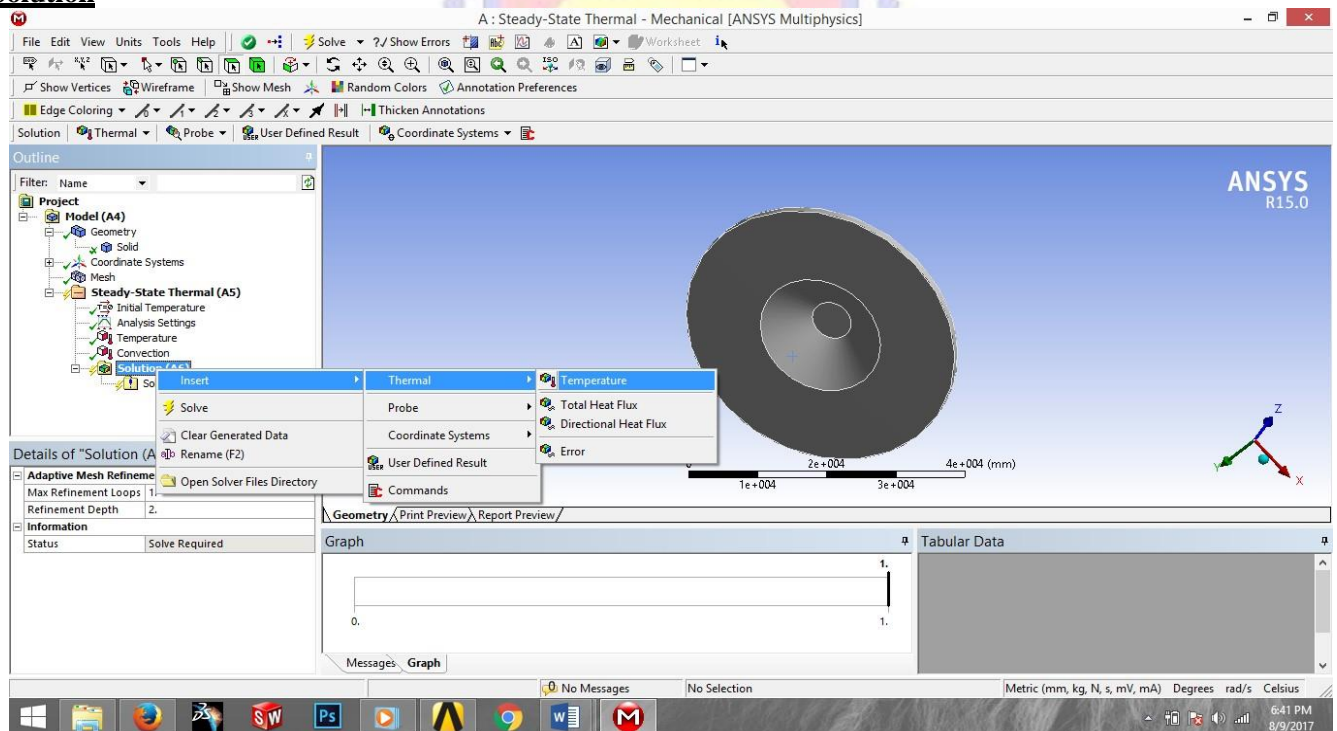 Solution
A : Steady-State Thermal - Mechanical [ANSYS Multiphysics]
File Edit View Units Tools Help Solve ?/ Show Errors Worksheet
Show Vertices Wireframe Show Mesh Random Colors Annotation Preferences
Edge Coloring Thicken Annotations
Solution Thermal Probe User Defined Result Coordinate Systems
Outline
Filter: Name
Project
Model (A4)
Geometry
Solid
Coordinate Systems
Mesh
Steady-State Thermal (A5)
Initial Temperature
Analysis Settings
Temperature
Convection
Solution (A6)
So
Insert
Solve
Clear Generated Data
Rename (F2)
Open Solver Files Directory
Thermal
Probe
Coordinate Systems
User Defined Result
Commands
Temperature
Total Heat Flux
Directional Heat Flux
Error
ANSYS
R15.0
Z
Y
X
2e+004 4e+004 (mm)
1e+004 3e+004
Details of "Solution (A
Adaptive Mesh Refineme
Max Refinement Loops 1.
Refinement Depth 2.
Information
Status Solve Required
Geometry Print Preview Report Preview
Graph
1.
0. 1.
Messages Graph
Tabular Data
No Messages No Selection Metric (mm, kg, N, s, mV, mA) Degrees rad/s Celsius
6:41 PM
8/9/2017